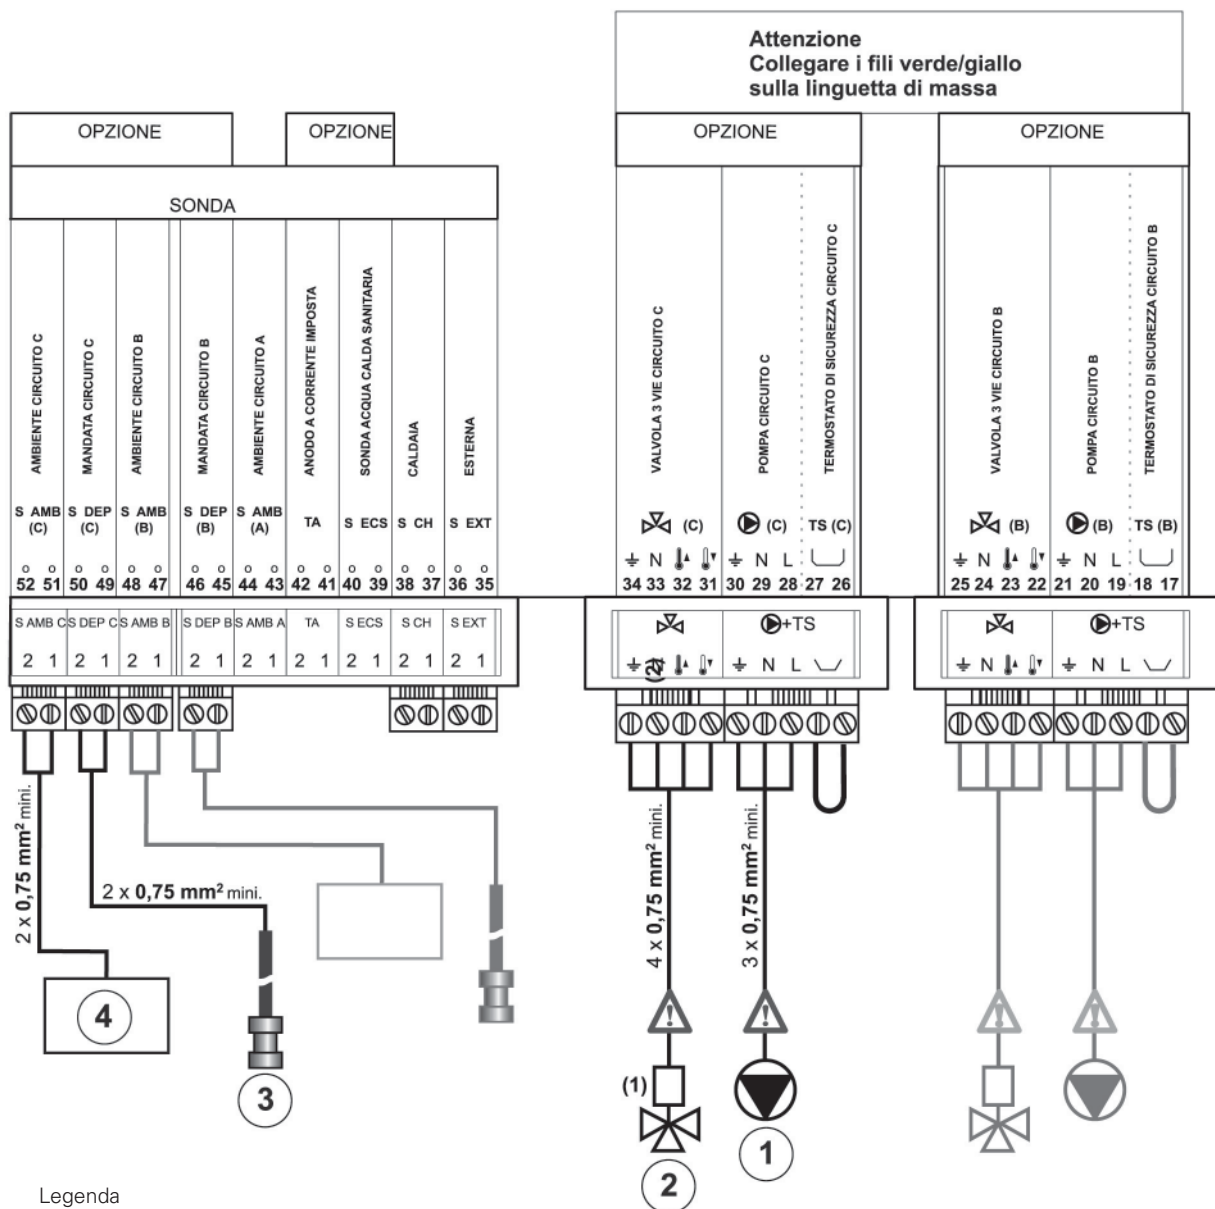 Attenzione
Collegare i fili verde/giallo
sulla linguetta di massa
OPZIONE
OPZIONE
OPZIONE
OPZIONE
SONDA
AMBIENTE CIRCUITO C
MANDATA CIRCUITO C
AMBIENTE CIRCUITO B
MANDATA CIRCUITO B
AMBIENTE CIRCUITO A
ANODO A CORRENTE IMPOSTA
SONDA ACQUA CALDA SANITARIA
CALDAIA
ESTERNA
VALVOLA 3 VIE CIRCUITO C
POMPA CIRCUITO C
TERMOSTATO DI SICUREZZA CIRCUITO C
VALVOLA 3 VIE CIRCUITO B
POMPA CIRCUITO B
TERMOSTATO DI SICUREZZA CIRCUITO B
S AMB (C)
S DEP (C)
S AMB (B)
S DEP (B)
S AMB (A)
TA
S ECS
S CH
S EXT
(C)
(C)
TS (C)
(B)
(B)
TS (B)
N
N L
N
N L
52 51 50 49 48 47 46 45 44 43 42 41 40 39 38 37 36 35
34 33 32 31 30 29 28 27 26
25 24 23 22 21 20 19 18 17
S AMB C S DEP C S AMB B S DEP B S AMB A TA S ECS S CH S EXT
+TS
+TS
2 1 2 1 2 1 2 1 2 1 2 1 2 1 2 1 2 1
(2)
N L
N
N L
2 x 0,75 mm² mini.
2 x 0,75 mm² mini.
4 x 0,75 mm² mini.
3 x 0,75 mm² mini.
4
3
(1)
2
1
Legenda